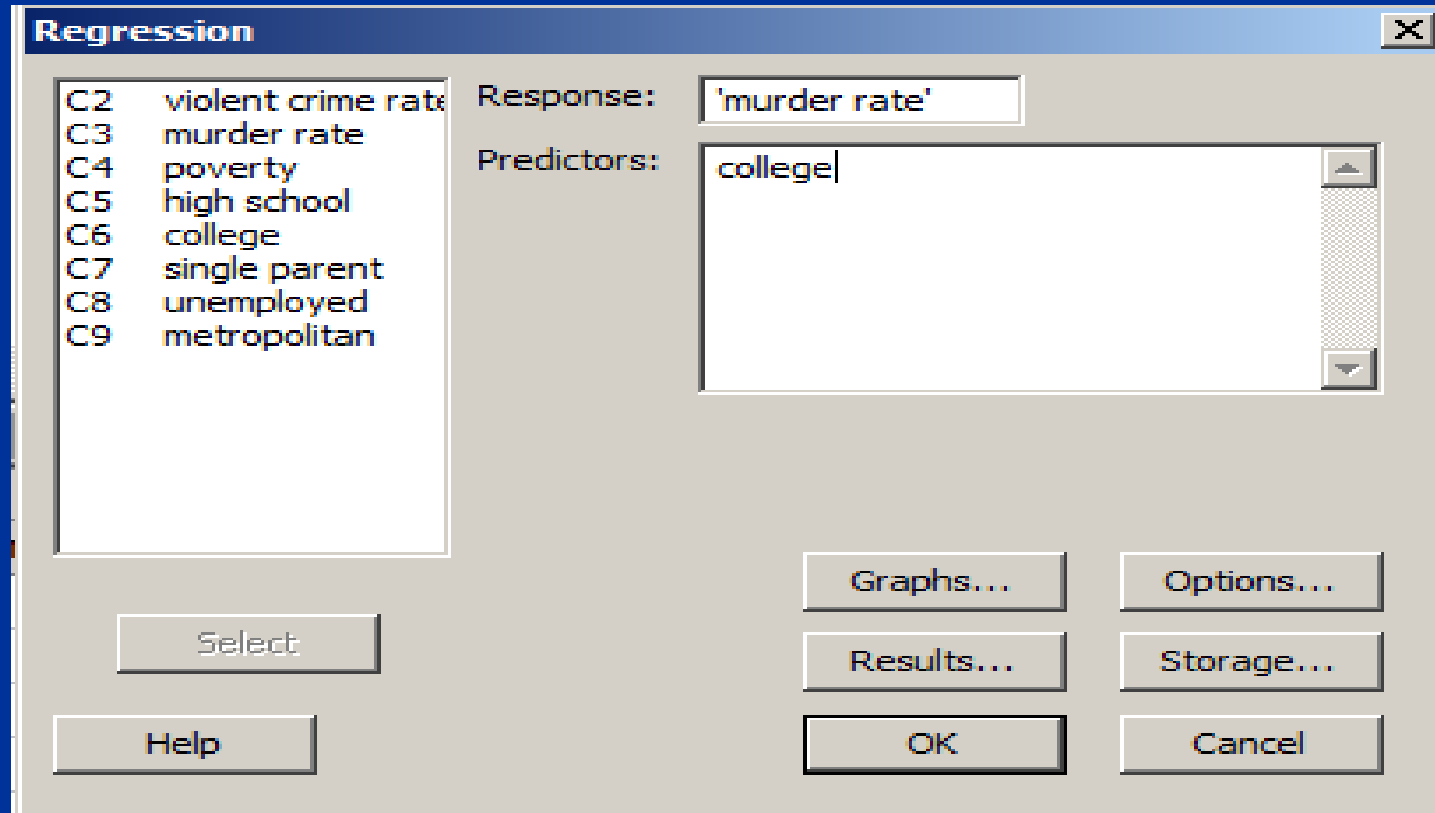 Regression
C2 violent crime rate
C3 murder rate
C4 poverty
C5 high school
C6 college
C7 single parent
C8 unemployed
C9 metropolitan
Response: 'murder rate'
Predictors: college
Select
Graphs... Options...
Results... Storage...
Help
OK Cancel